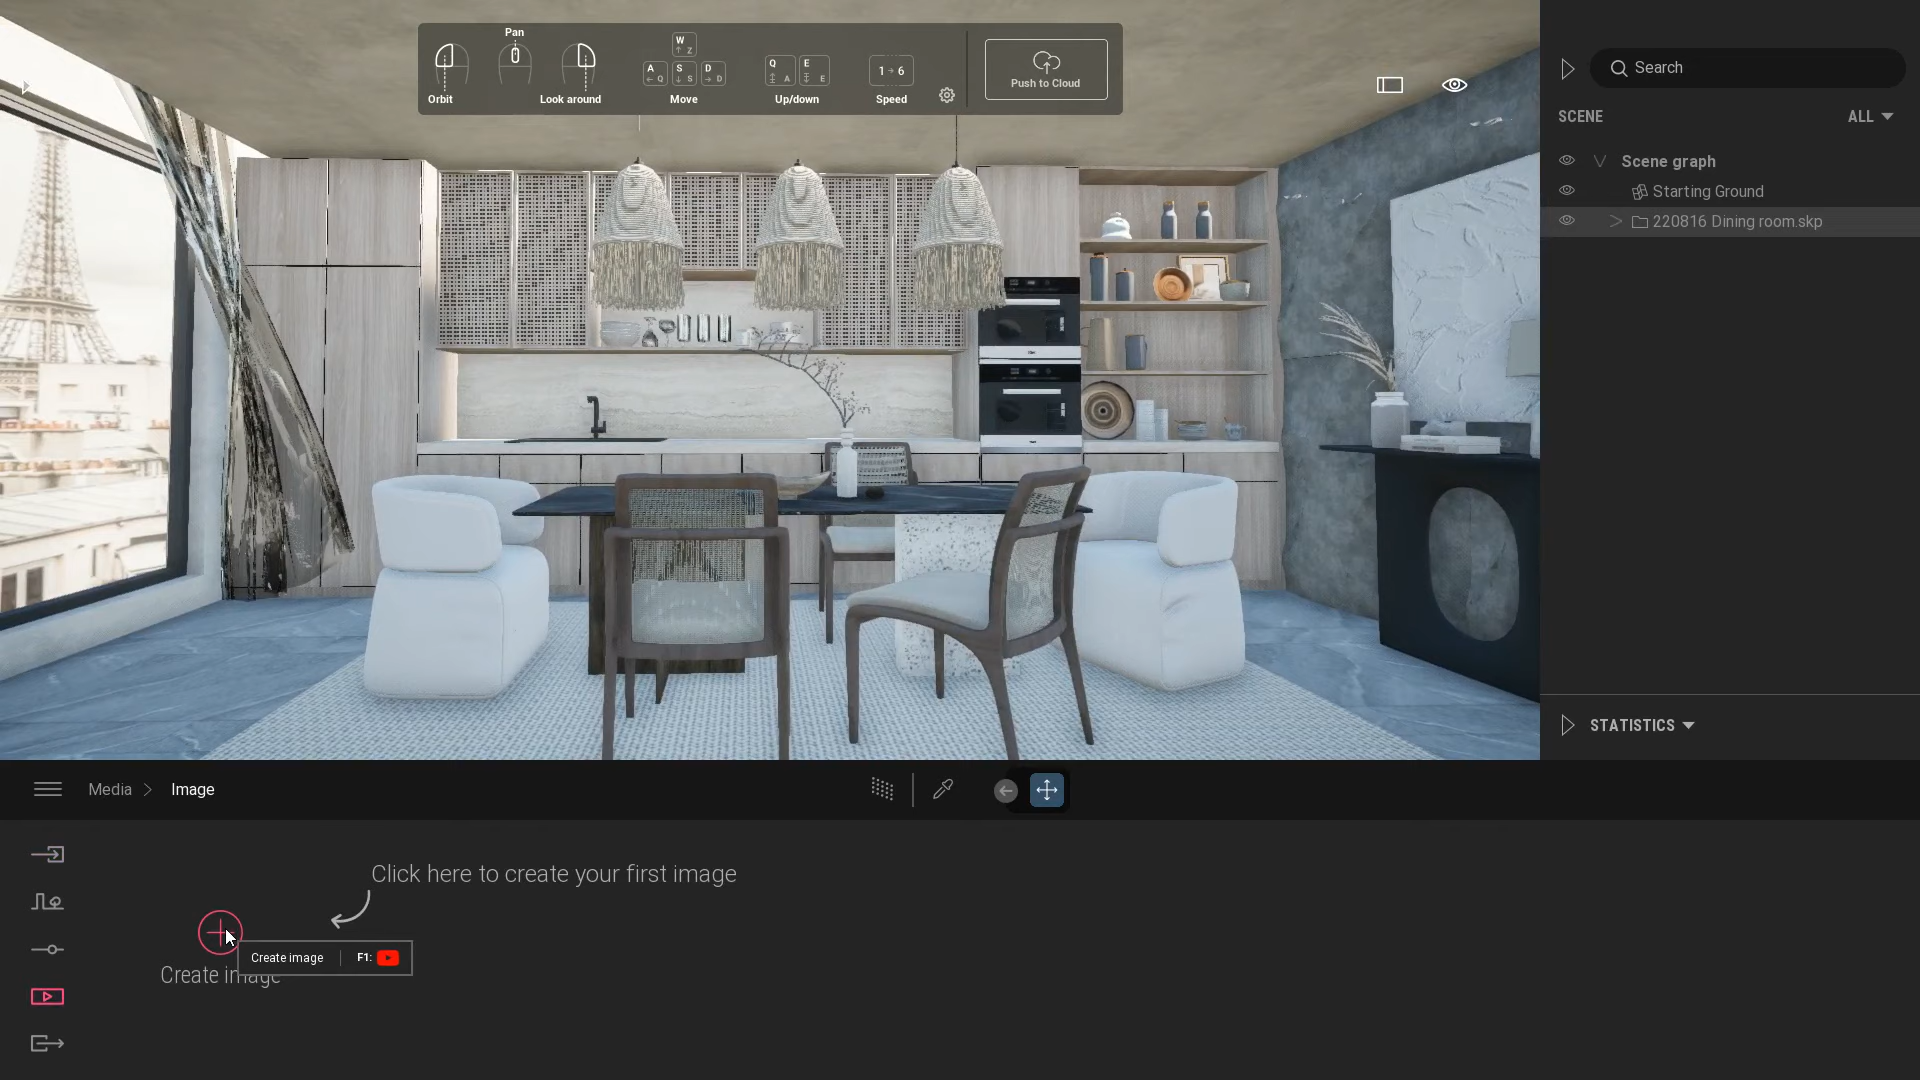 Pan
Orbit
Look around
W
↑ Z
A
← Q
S
↓ S
D
→ D
Move
Q
A
E
E
Up/down
1 → 6
Speed
Push to Cloud
Search
SCENE
ALL
Scene graph
Starting Ground
220816 Dining room.skp
STATISTICS
Media
Image
Click here to create your first image
Create image
F1:
Create image